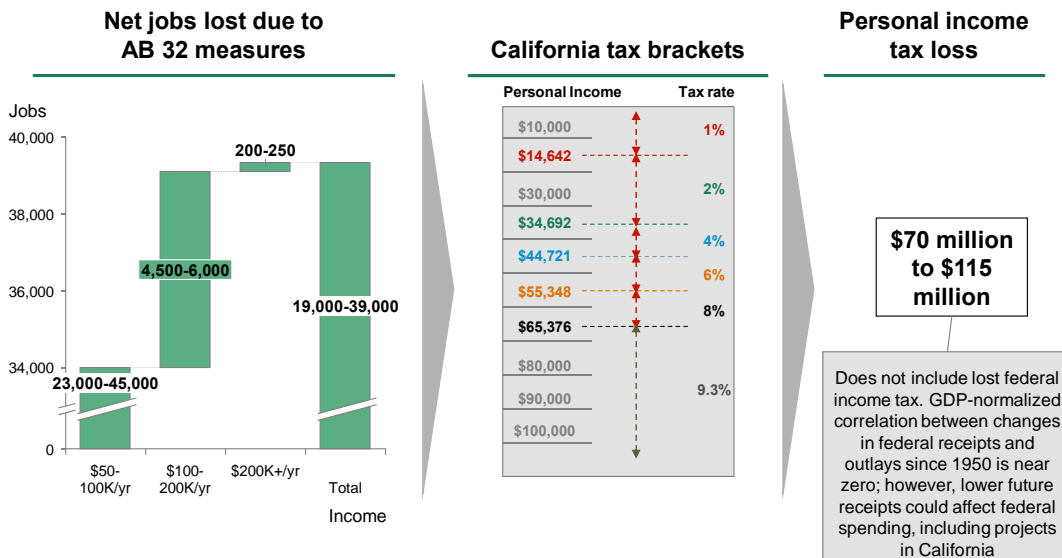 Net jobs lost due to
AB 32 measures
California tax brackets
Personal income
tax loss
Jobs
40,000
38,000
36,000
34,000
0
200-250
4,500-6,000
19,000-39,000
23,000-45,000
$50-
100K/yr
$100-
200K/yr
$200K+/yr
Total
Income
Personal Income
Tax rate
$10,000
1%
$14,642
2%
$30,000
$34,692
4%
$44,721
6%
$55,348
8%
$65,376
$80,000
9.3%
$90,000
$100,000
$70 million
to $115
million
Does not include lost federal
income tax. GDP-normalized
correlation between changes
in federal receipts and
outlays since 1950 is near
zero; however, lower future
receipts could affect federal
spending, including projects
in California